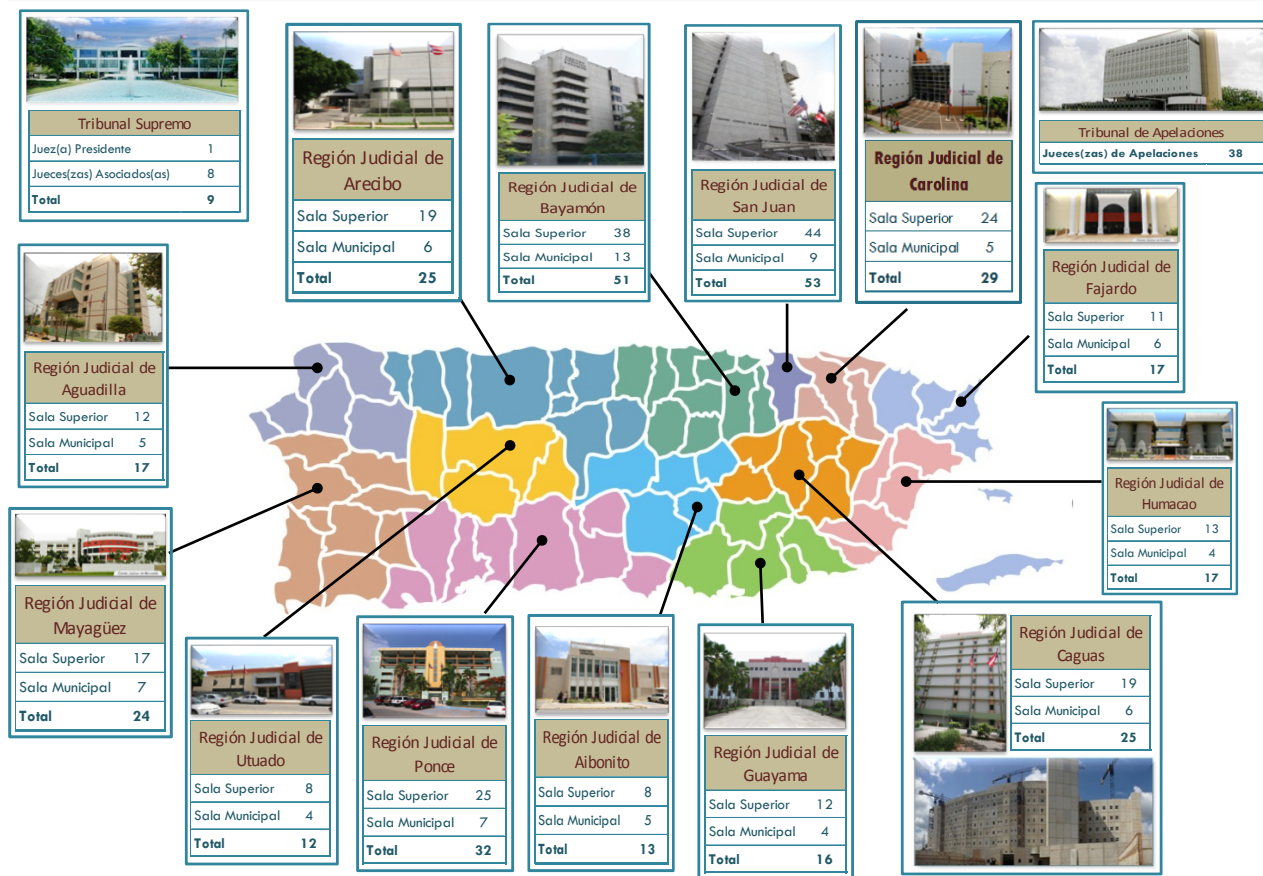 Tribunal Supremo
Juez(a) Presidente 1
Jueces(zas) Asociados(as) 8
Total 9
Región Judicial de
Arecibo
Sala Superior 19
Sala Municipal 6
Total 25
Región Judicial de
Bayamón
Sala Superior 38
Sala Municipal 13
Total 51
Región Judicial de
San Juan
Sala Superior 44
Sala Municipal 9
Total 53
Región Judicial de
Carolina
Sala Superior 24
Sala Municipal 5
Total 29
Tribunal de Apelaciones
Jueces(zas) de Apelaciones 38
Región Judicial de
Fajardo
Sala Superior 11
Sala Municipal 6
Total 17
Región Judicial de
Aguadilla
Sala Superior 12
Sala Municipal 5
Total 17
Región Judicial de
Humacao
Sala Superior 13
Sala Municipal 4
Total 17
Región Judicial de
Mayagüez
Sala Superior 17
Sala Municipal 7
Total 24
Región Judicial de
Utuado
Sala Superior 8
Sala Municipal 4
Total 12
Región Judicial de
Ponce
Sala Superior 25
Sala Municipal 7
Total 32
Región Judicial de
Aibonito
Sala Superior 8
Sala Municipal 5
Total 13
Región Judicial de
Guayama
Sala Superior 12
Sala Municipal 4
Total 16
Región Judicial de
Caguas
Sala Superior 19
Sala Municipal 6
Total 25